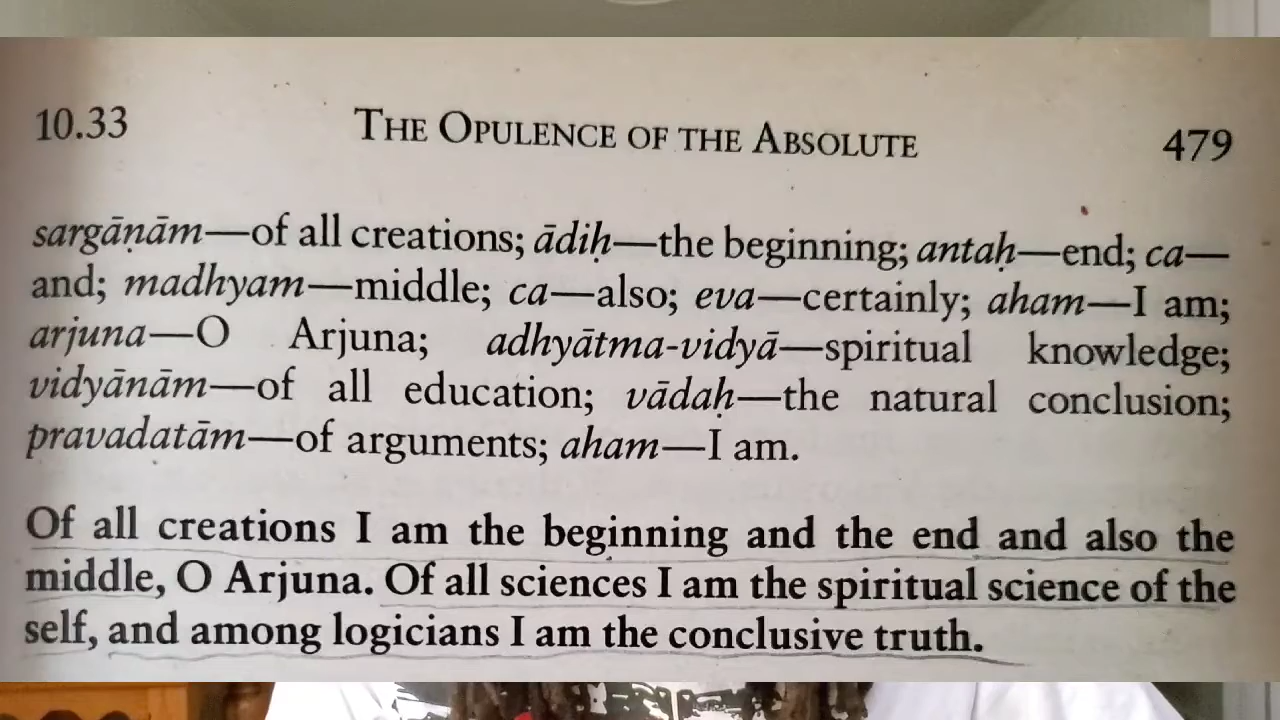 10.33 THE OPULENCE OF THE ABSOLUTE 479
sargāṇām—of all creations; ādiḥ—the beginning; antaḥ—end; ca—
and; madhyam—middle; ca—also; eva—certainly; aham—I am;
arjuna—O Arjuna; adhyātma-vidyā—spiritual knowledge;
vidyānām—of all education; vādaḥ—the natural conclusion;
pravadatām—of arguments; aham—I am.
Of all creations I am the beginning and the end and also the
middle, O Arjuna. Of all sciences I am the spiritual science of the
self, and among logicians I am the conclusive truth.